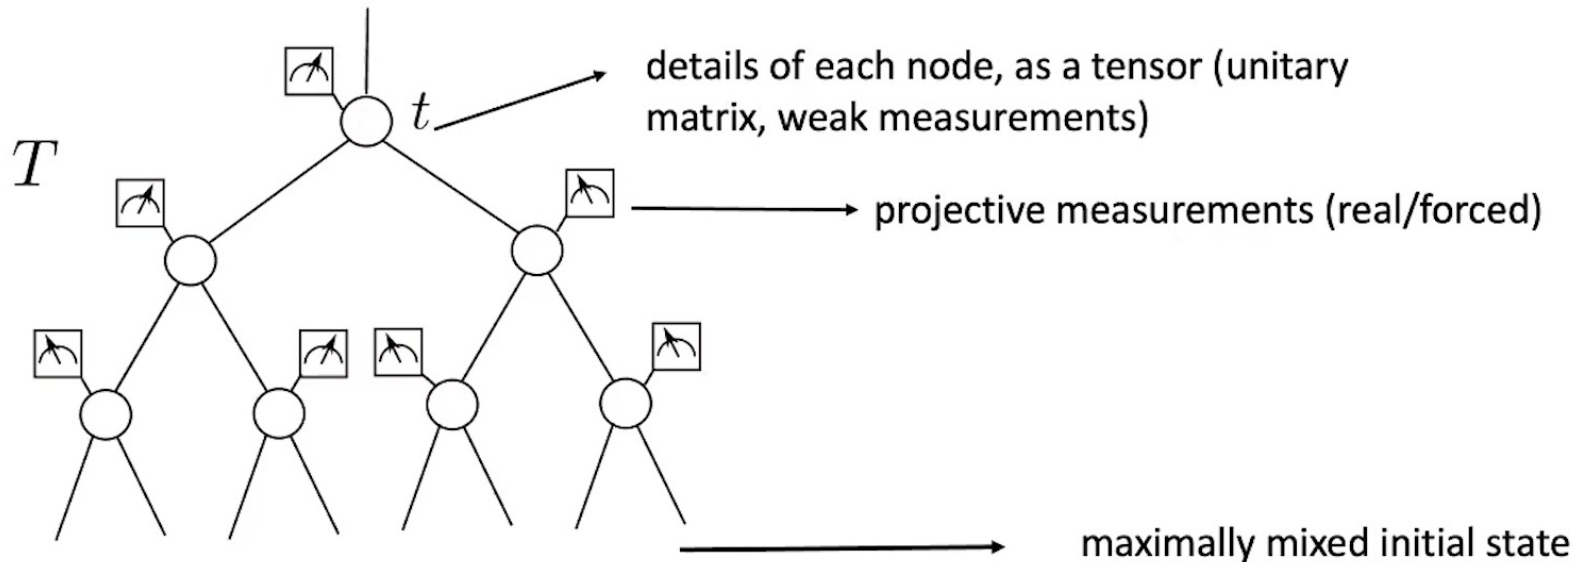 details of each node, as a tensor (unitary
t
matrix, weak measurements)
T
projective measurements (real/forced)
maximally mixed initial state